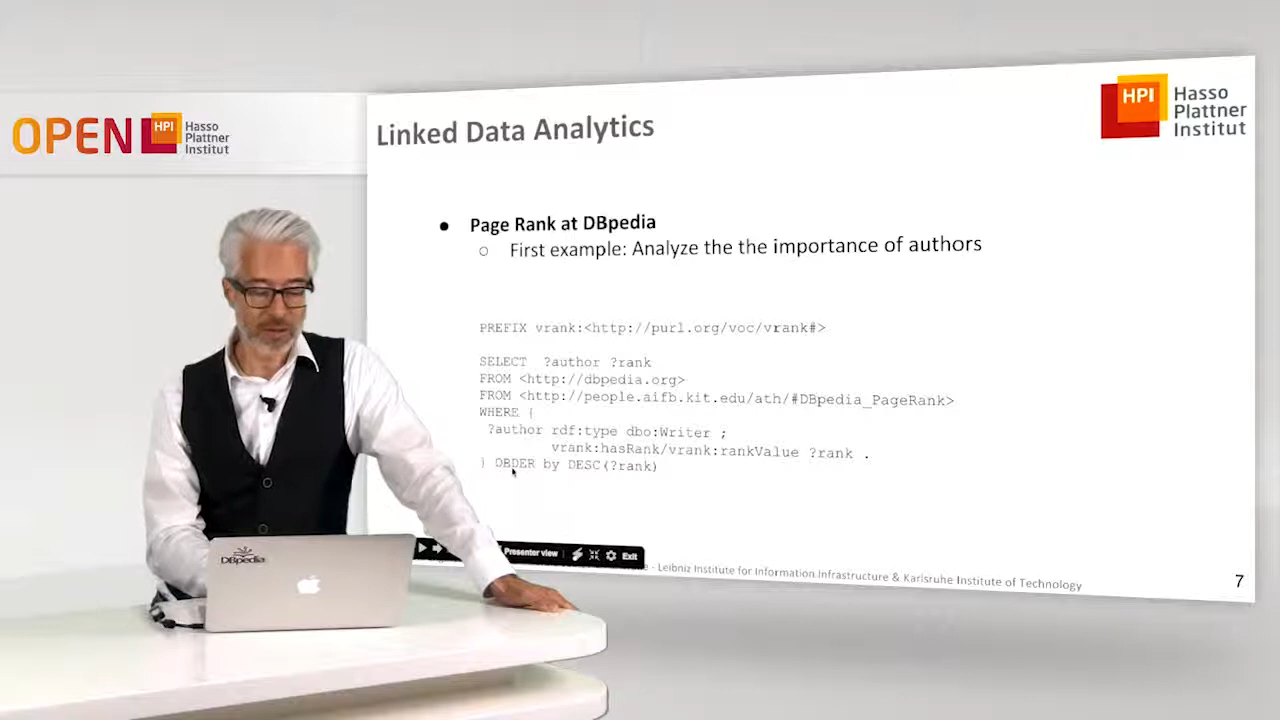 OPEN HPI Hasso
Plattner
Institut
Linked Data Analytics
HPI Hasso
Plattner
Institut
● Page Rank at DBpedia
○ First example: Analyze the the importance of authors
PREFIX vrank:<http://purl.org/voc/vrank#>
SELECT ?author ?rank
FROM <http://dbpedia.org>
FROM <http://people.aifb.kit.edu/ath/#DBpedia_PageRank>
WHERE {
?author rdf:type dbo:Writer ;
vrank:hasRank/vrank:rankValue ?rank .
} ORDER by DESC(?rank)
Presenter view Exit
- Leibniz Institute for Information Infrastructure & Karlsruhe Institute of Technology
7
DBpedia